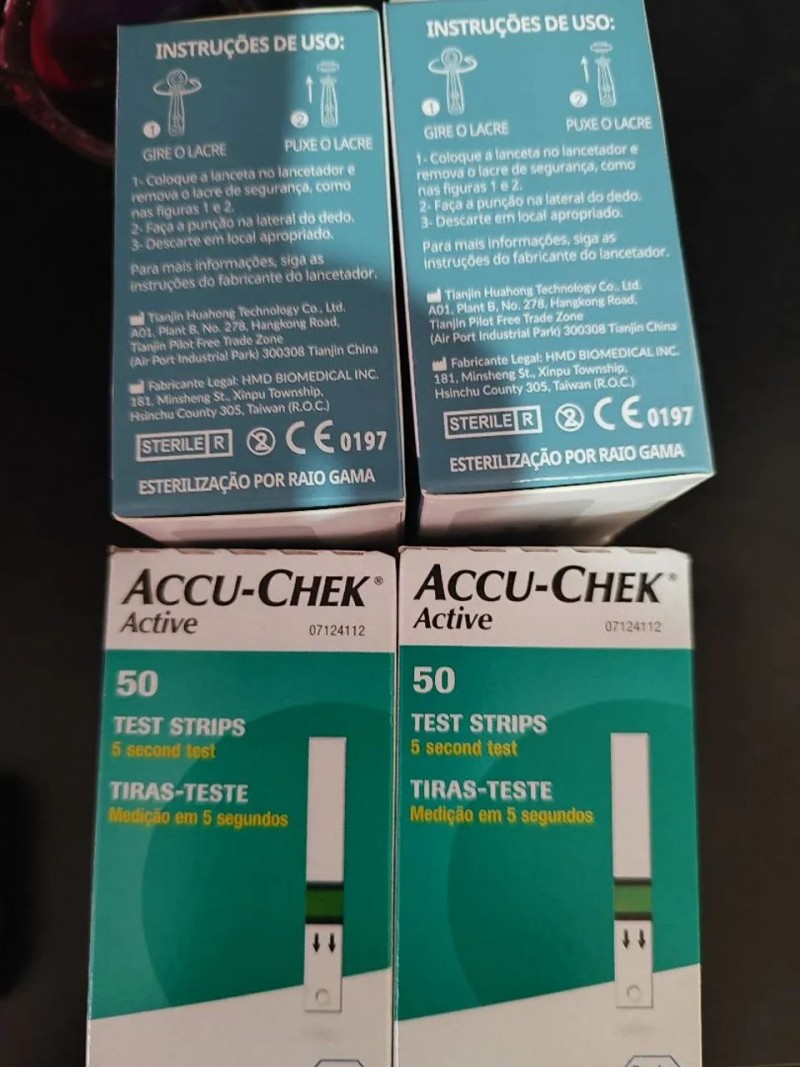 INSTRUÇÕES DE USO:
1
2
GIRE O LACRE
PUXE O LACRE
1- Coloque a lanceta no lancetador e
remova o lacre de segurança, como
nas figuras 1 e 2.
2- Faça a punção na lateral do dedo.
3- Descarte em local apropriado.
Para mais informações, siga as
instruções do fabricante do lancetador.
Tianjin Huahong Technology Co., Ltd.
A01, Plant B, No. 278, Hangkong Road,
Tianjin Pilot Free Trade Zone
(Air Port Industrial Park) 300308 Tianjin China
Fabricante Legal: HMD BIOMEDICAL INC.
181, Minsheng St., Xinpu Township,
Hsinchu County 305, Taiwan (R.O.C.)
STERILE R 2 CE 0197
ESTERILIZAÇÃO POR RAIO GAMA
INSTRUÇÕES DE USO:
1
2
GIRE O LACRE
PUXE O LACRE
1- Coloque a lanceta no lancetador e
remova o lacre de segurança, como
nas figuras 1 e 2.
2- Faça a punção na lateral do dedo.
3- Descarte em local apropriado.
Para mais informações, siga as
instruções do fabricante do lancetador.
Tianjin Huahong Technology Co., Ltd.
A01, Plant B, No. 278, Hangkong Road,
Tianjin Pilot Free Trade Zone
(Air Port Industrial Park) 300308 Tianjin China
Fabricante Legal: HMD BIOMEDICAL INC.
181, Minsheng St., Xinpu Township,
Hsinchu County 305, Taiwan (R.O.C.)
STERILE R 2 CE 0197
ESTERILIZAÇÃO POR RAIO GAMA
ACCU-CHEK®
Active
07124112
50
TEST STRIPS
5 second test
TIRAS-TESTE
Medição em 5 segundos
ACCU-CHEK®
Active
07124112
50
TEST STRIPS
5 second test
TIRAS-TESTE
Medição em 5 segundos